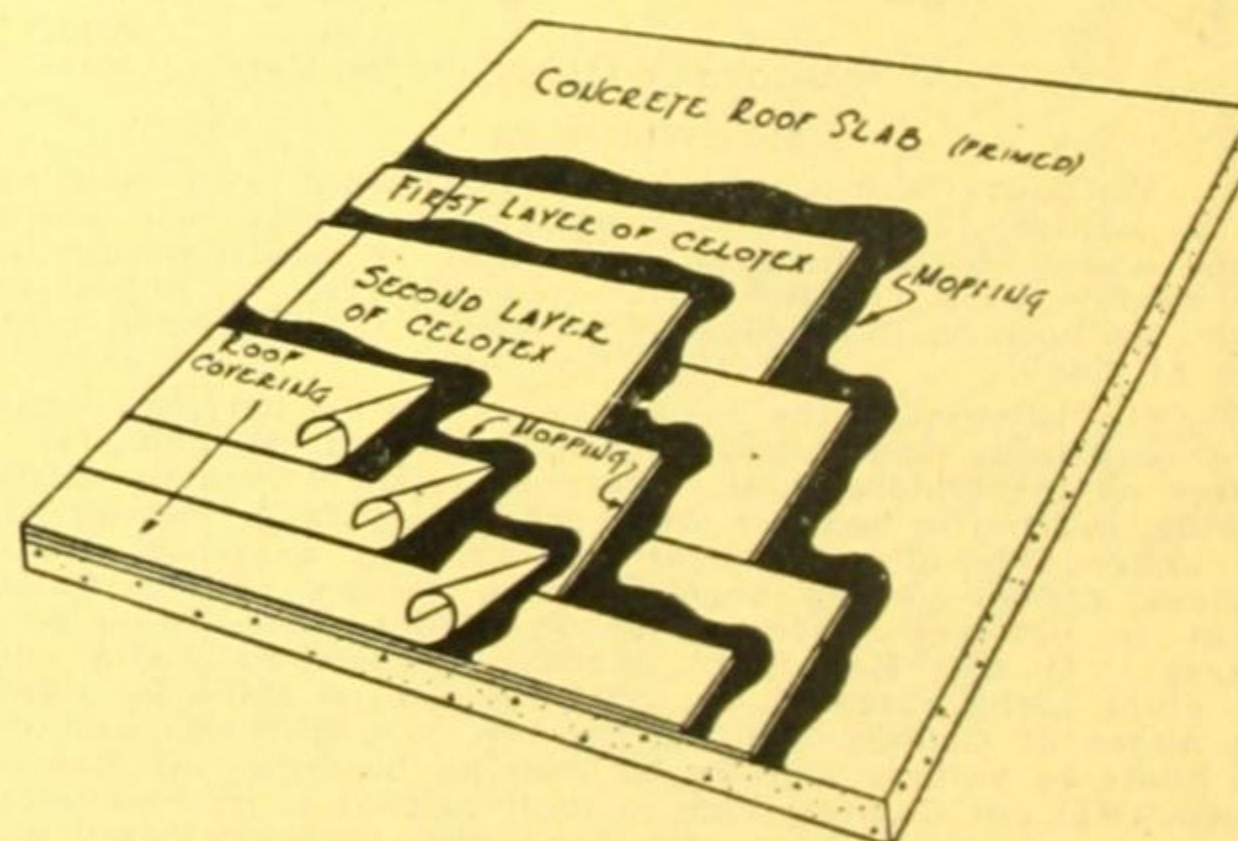 CONCRETE ROOF SLAB (PRIMED)
FIRST LAYER OF CELOTEX
MOPPING
SECOND LAYER
OF CELOTEX
ROOF
COVERING
MOPPING